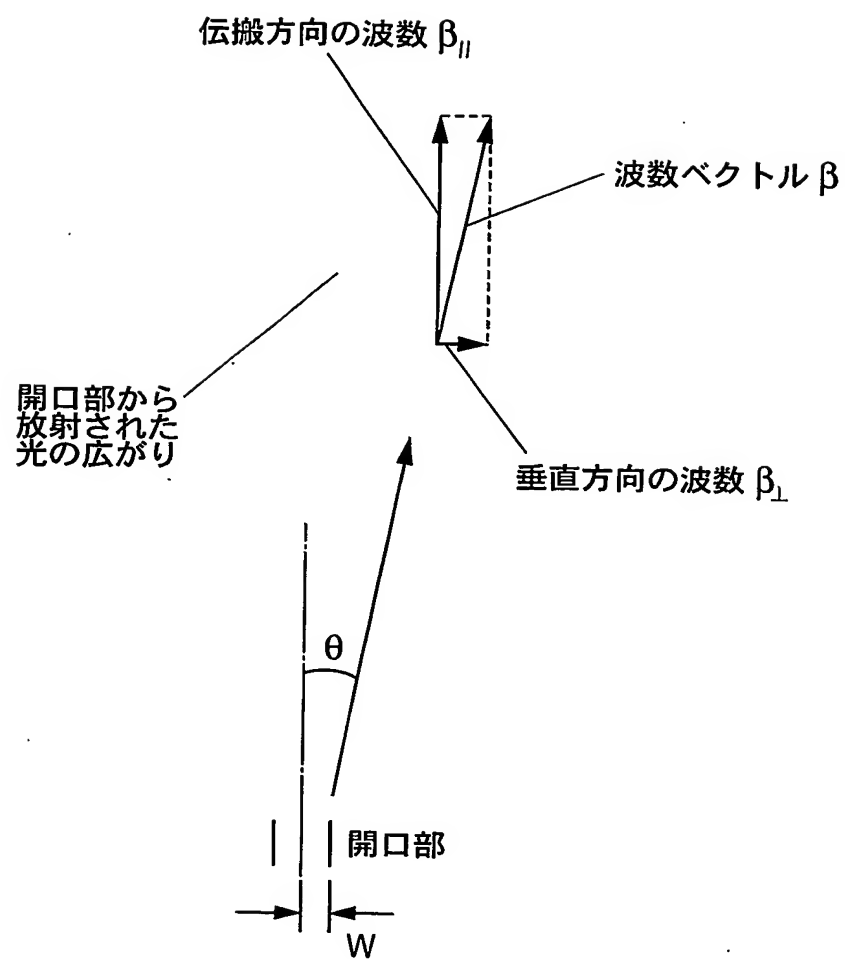 伝搬方向の波数 β∥
波数ベクトル β
開口部から
放射された
光の広がり
垂直方向の波数 β⊥
θ
開口部
W